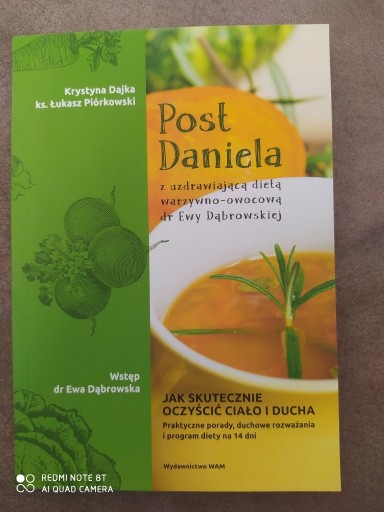 Krystyna Dajka
ks. Łukasz Piórkowski
Post
Daniela
z uzdrawiającą dietą
warzywno-owocową
dr Ewy Dąbrowskiej
Wstęp
dr Ewa Dąbrowska
JAK SKUTECZNIE
OCZYŚCIĆ CIAŁO I DUCHA
Praktyczne porady, duchowe rozważania
i program diety na 14 dni
Wydawnictwo WAM
REDMI NOTE 8T
AI QUAD CAMERA